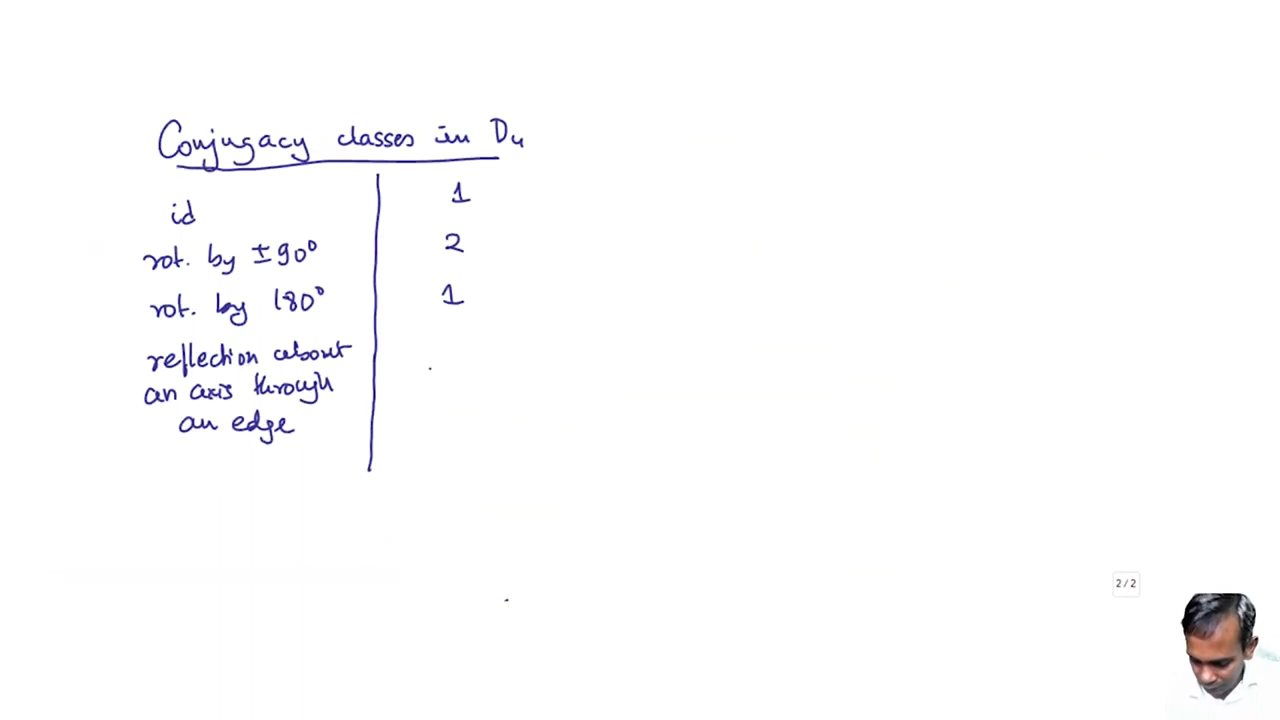 Conjugacy classes in D₄
id 1
rot. by ±90° 2
rot. by 180° 1
reflection about
an axis through
an edge
2 / 2